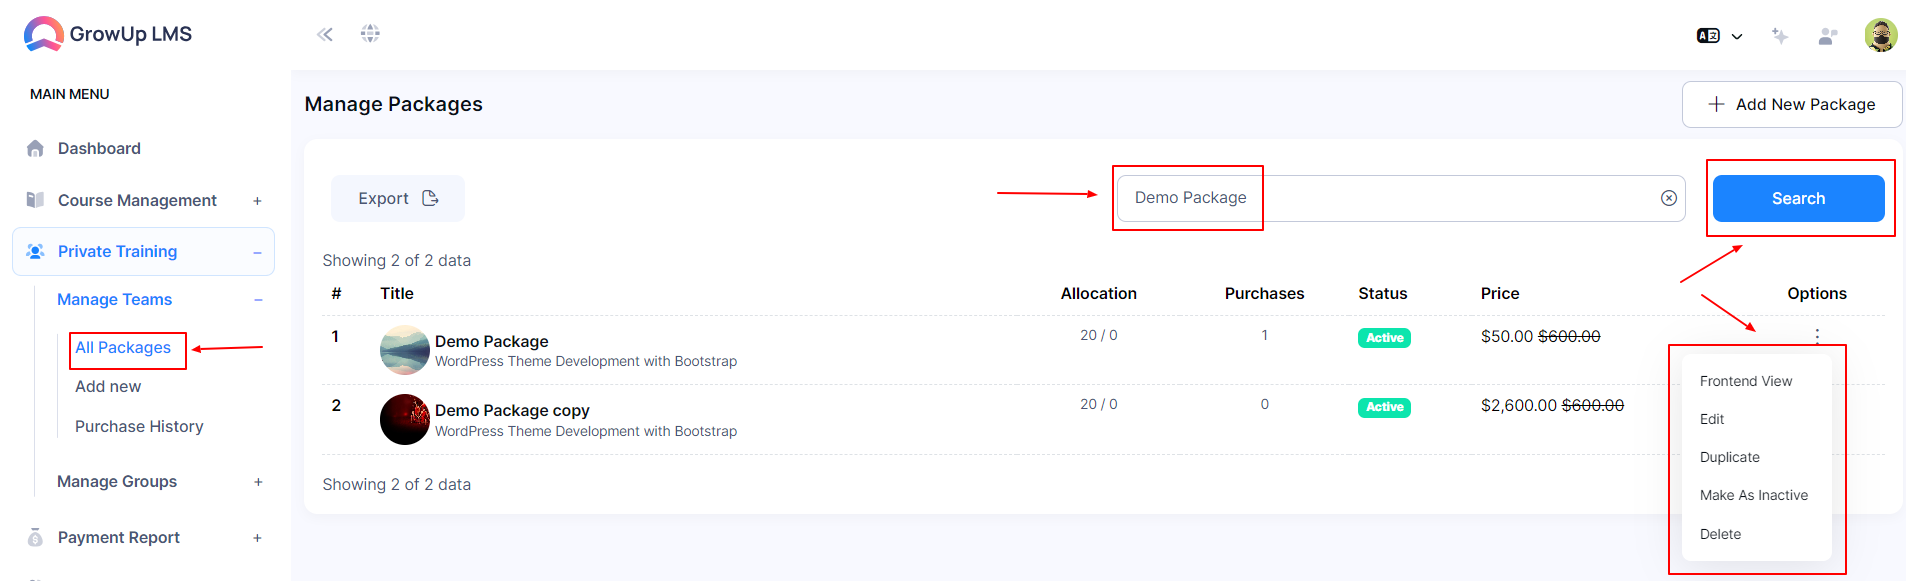 GrowUp LMS
MAIN MENU
Dashboard
Course Management +
Private Training –
Manage Teams –
All Packages
Add new
Purchase History
Manage Groups +
Payment Report +
Manage Packages
+ Add New Package
Export
Demo Package
Search
Showing 2 of 2 data
# Title Allocation Purchases Status Price Options
1 Demo Package 20 / 0 1 Active $50.00 $600.00
WordPress Theme Development with Bootstrap
2 Demo Package copy 20 / 0 0 Active $2,600.00 $600.00
WordPress Theme Development with Bootstrap
Showing 2 of 2 data
Frontend View
Edit
Duplicate
Make As Inactive
Delete